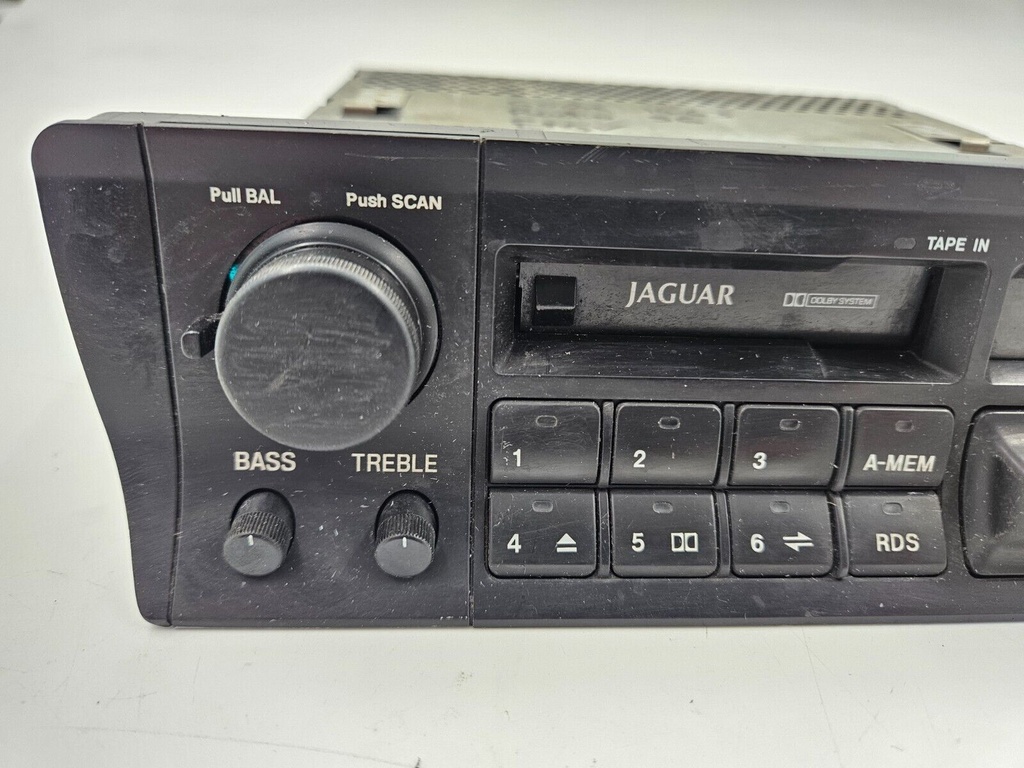 Pull BAL
Push SCAN
TAPE IN
JAGUAR
DOLBY SYSTEM
BASS
TREBLE
1
2
3
A-MEM
4
5
6
RDS